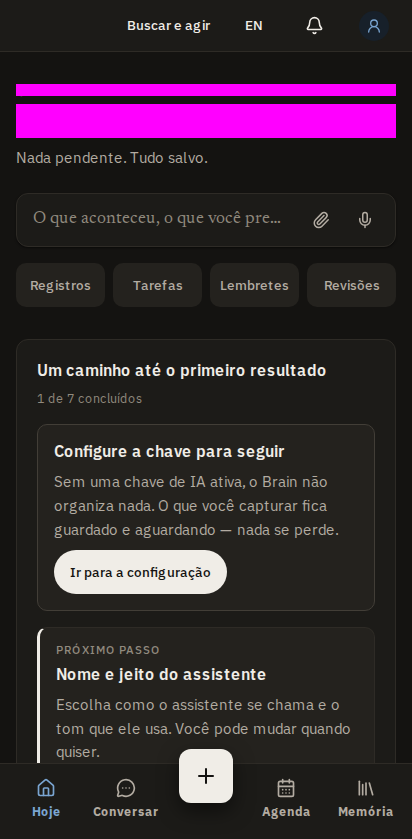 Buscar e agir
EN
Nada pendente. Tudo salvo.
O que aconteceu, o que você pre...
Registros
Tarefas
Lembretes
Revisões
Um caminho até o primeiro resultado
1 de 7 concluídos
Configure a chave para seguir
Sem uma chave de IA ativa, o Brain não
organiza nada. O que você capturar fica
guardado e aguardando — nada se perde.
Ir para a configuração
PRÓXIMO PASSO
Nome e jeito do assistente
Escolha como o assistente se chama e o
tom que ele usa. Você pode mudar quando
quiser.
Hoje
Conversar
Agenda
Memória